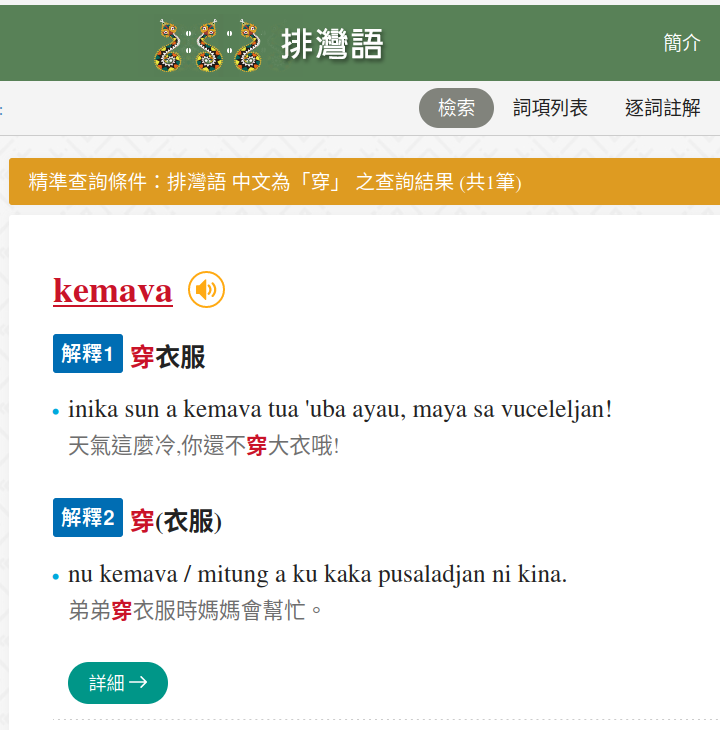 排灣語
簡介
檢索 詞項列表 逐詞註解
精準查詢條件：排灣語 中文為「穿」 之查詢結果 (共1筆)
kemava
解釋1 穿衣服
inika sun a kemava tua 'uba ayau, maya sa vuceleljan!
天氣這麼冷,你還不穿大衣哦!
解釋2 穿(衣服)
nu kemava / mitung a ku kaka pusaladjan ni kina.
弟弟穿衣服時媽媽會幫忙。
詳細